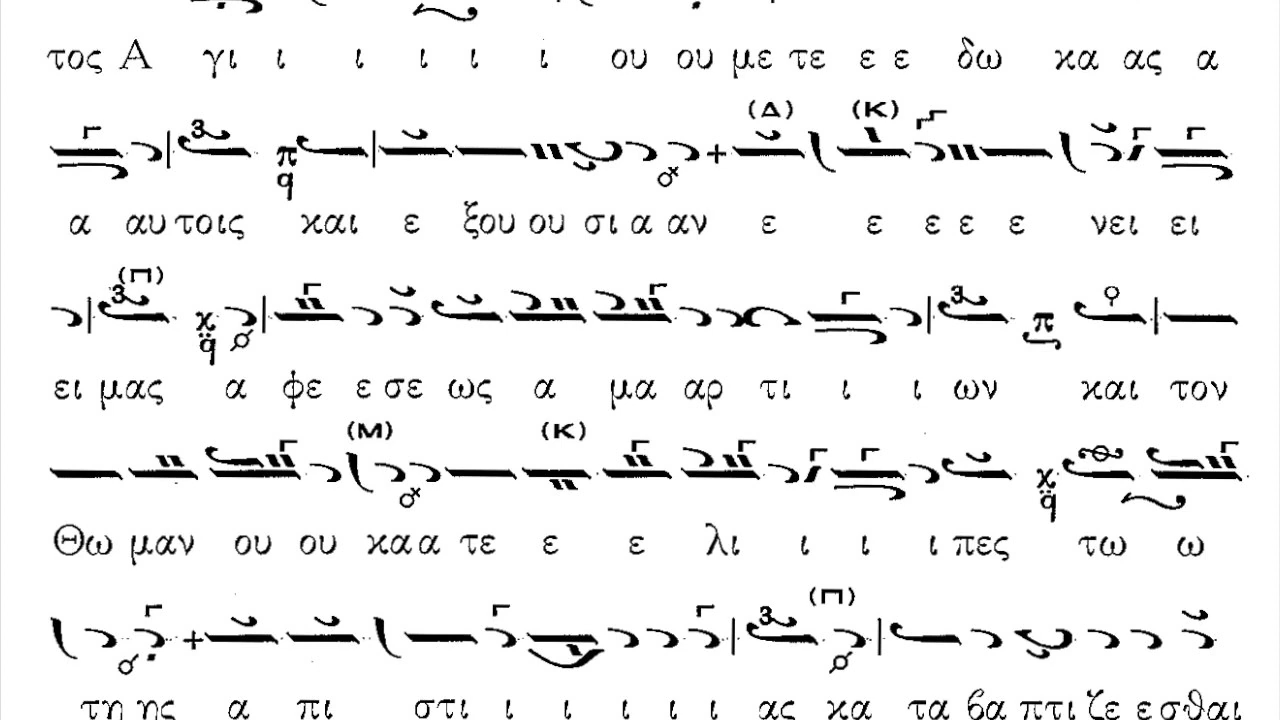 τος Α γι ι ι ι ι ι ου ου με τε ε ε δω κα ας α
(Δ) (Κ)
α αυ τοις και ε ξου ου σι α αν ε ε ε ε ε νει ει
(Π)
ει μας α φε ε σε ως α μα αρ τι ι ι ων και τον
(Μ) (Κ)
Θω μαν ου ου κα α τε ε ε λι ι ι ι πες τω ω
(Π)
τη ης α πι στι ι ι ι ι ι ας κα τα βα πτι ζε εσθαι